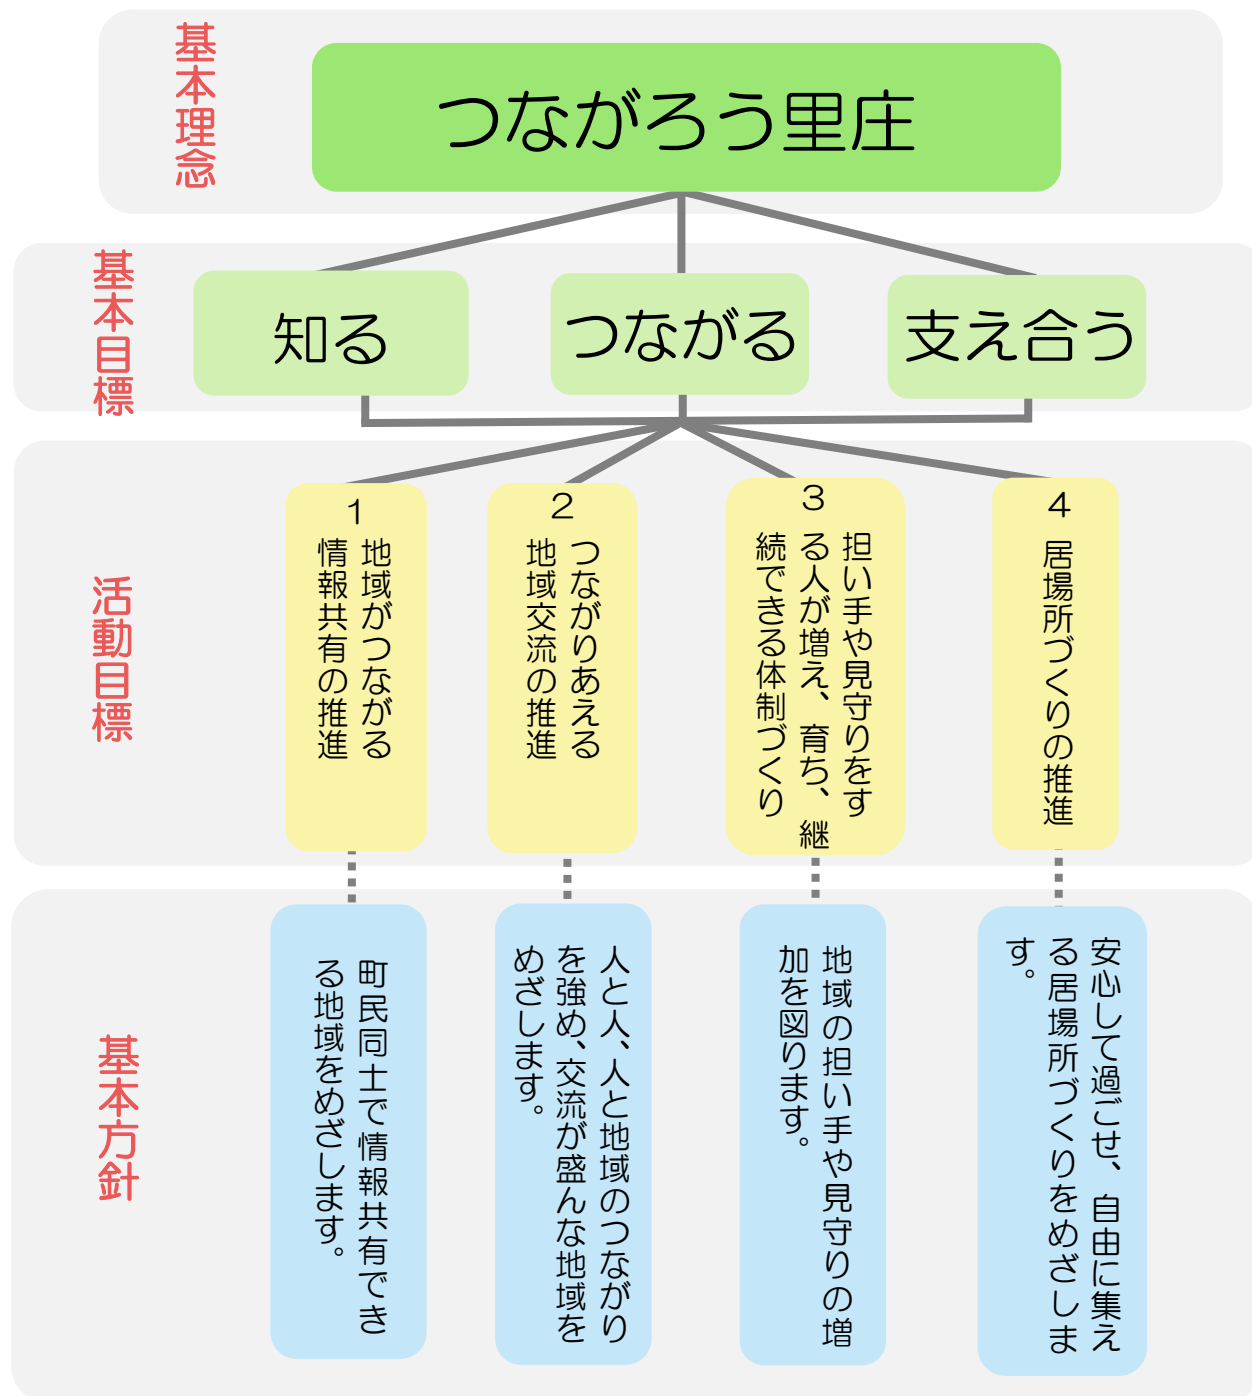 基本理念
つながろう里庄
基本目標
知る
つながる
支え合う
活動目標
1
地域がつながる
情報共有の推進
2
つながりあえる
地域交流の推進
3
担い手や見守りをす
る人が増え、育ち、継
続できる体制づくり
4
居場所づくりの推進
基本方針
町民同士で情報共有でき
る地域をめざします。
人と人、人と地域のつながり
を強め、交流が盛んな地域を
めざします。
地域の担い手や見守りの増
加を図ります。
安心して過ごせ、自由に集え
る居場所づくりをめざしま
す。